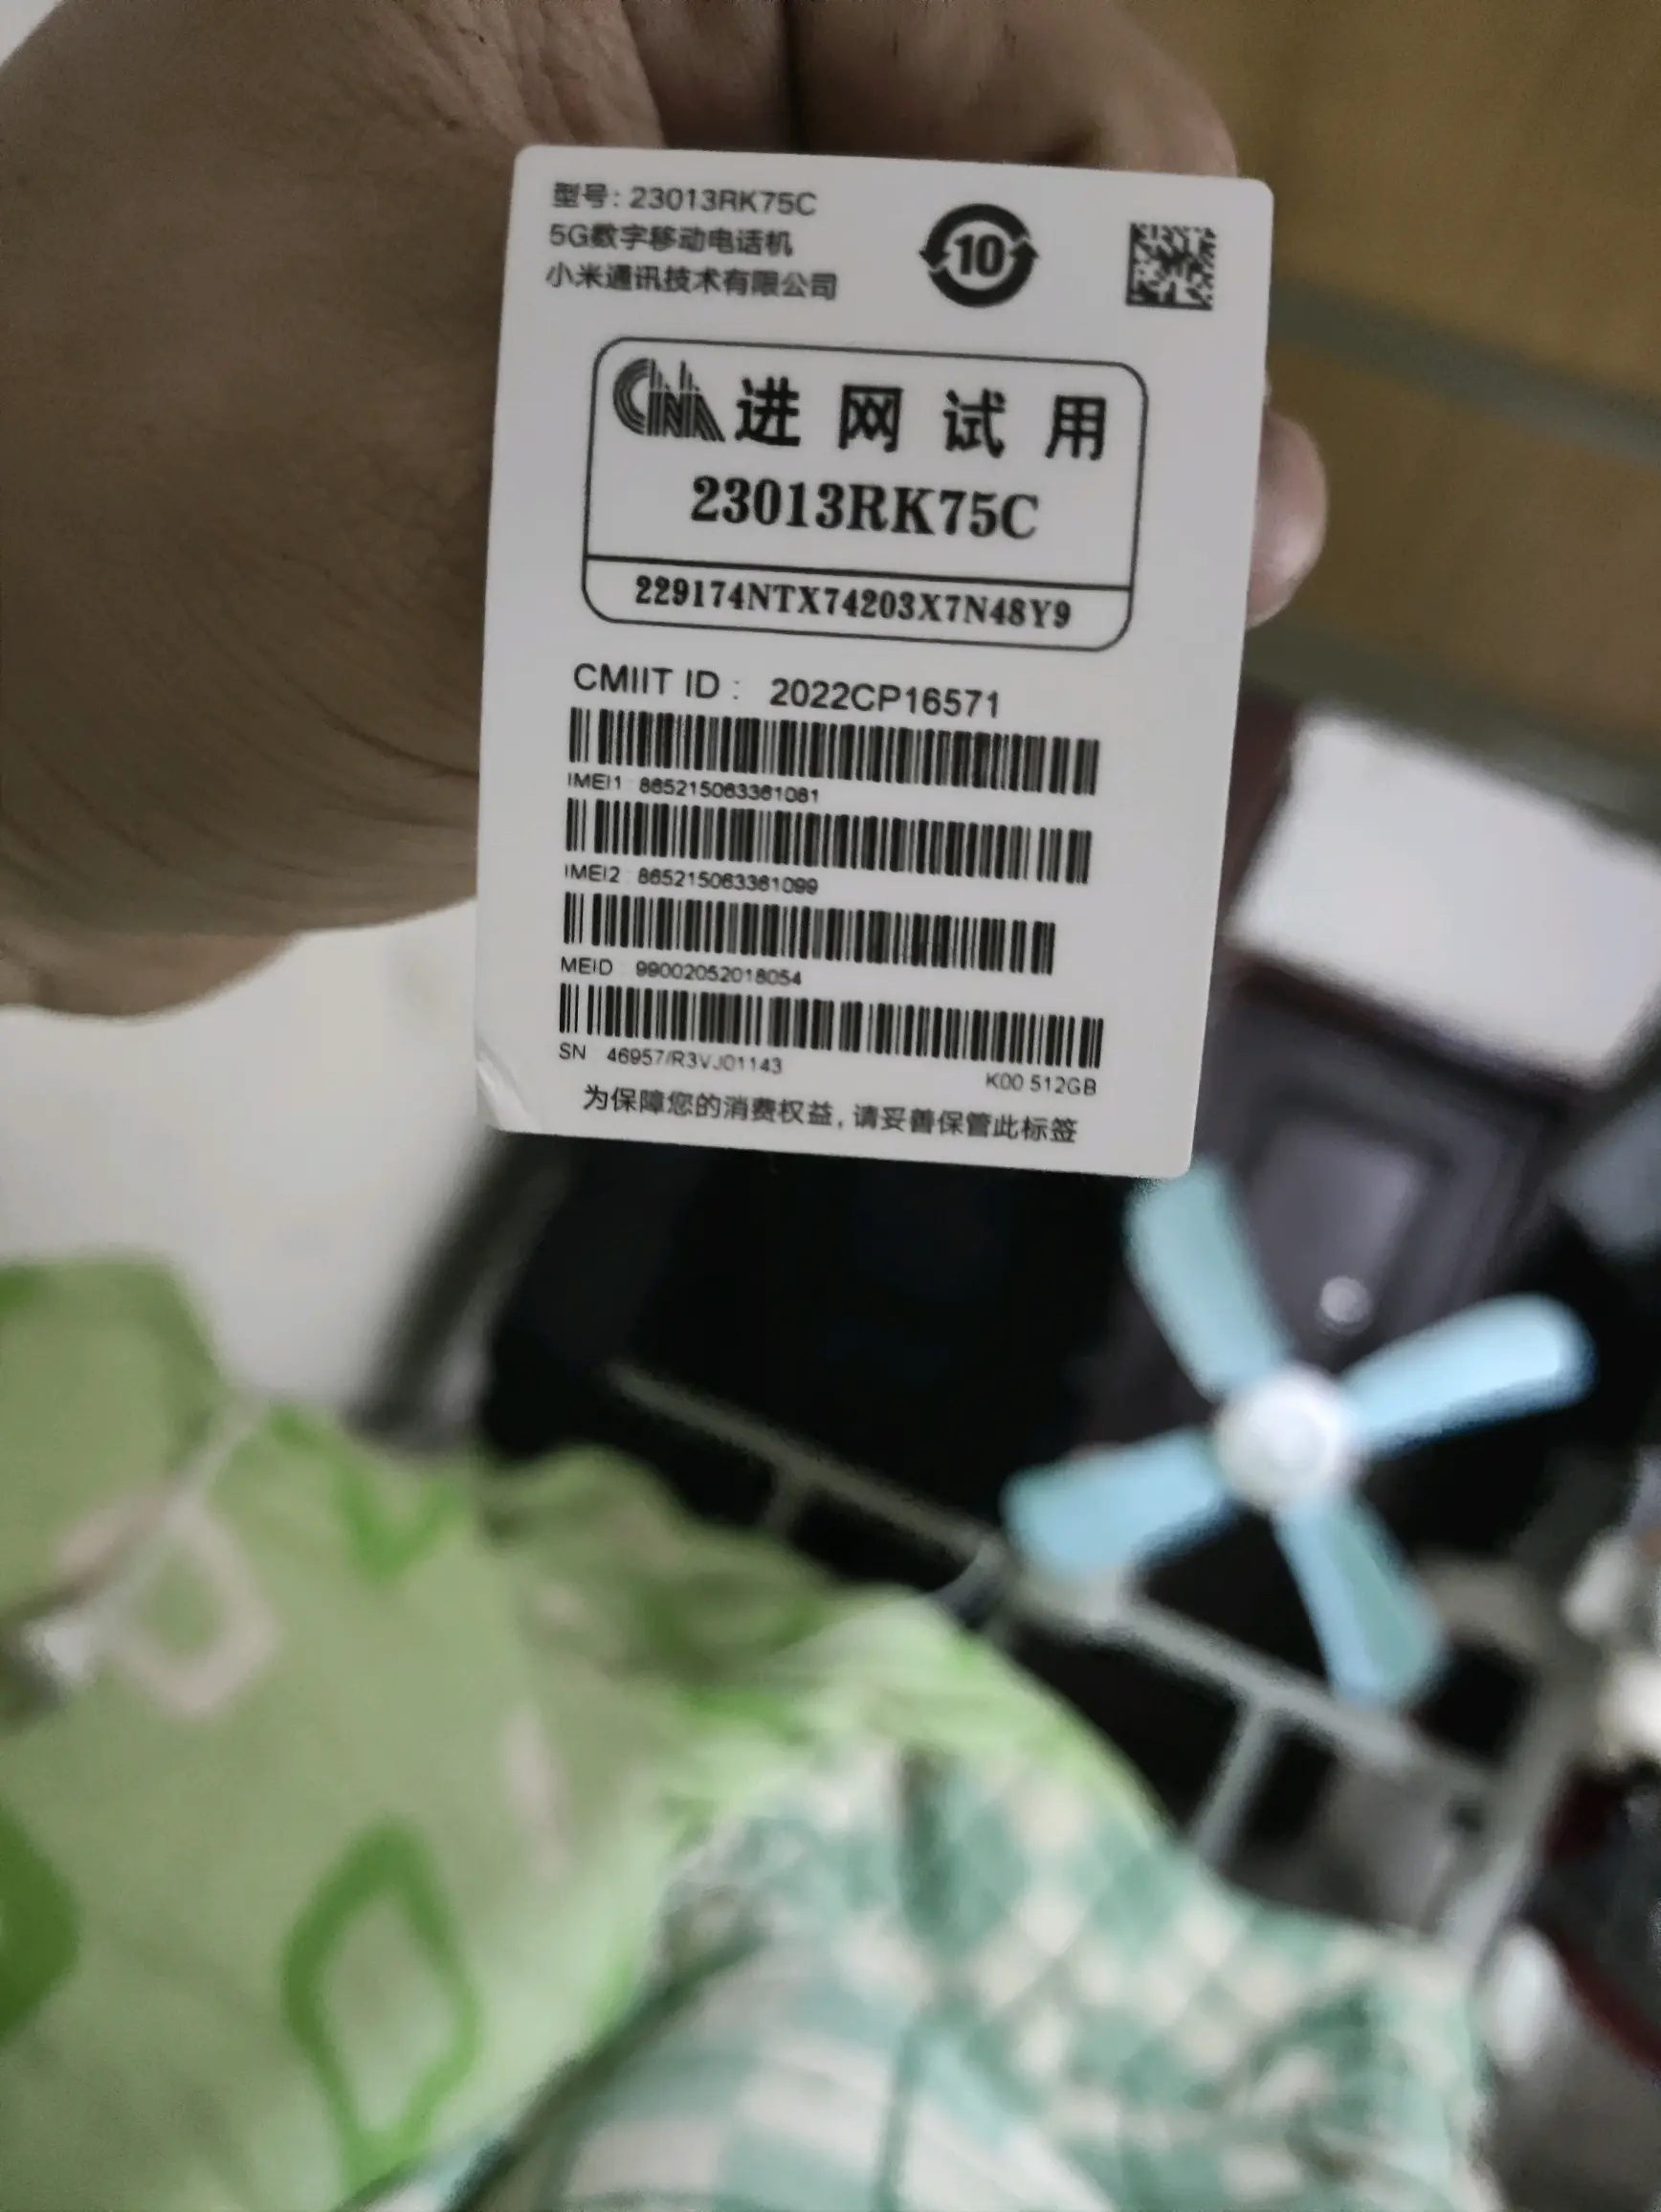 型号: 23013RK75C
5G数字移动电话机
小米通讯技术有限公司
10
CNA 进网试用
23013RK75C
229174NTX74203X7N48Y9
CMIIT ID : 2022CP16571
IMEI1 865215063361081
IMEI2 865215063361099
MEID 99002052018054
SN 46957/R3VJ01143
K00 512GB
为保障您的消费权益, 请妥善保管此标签